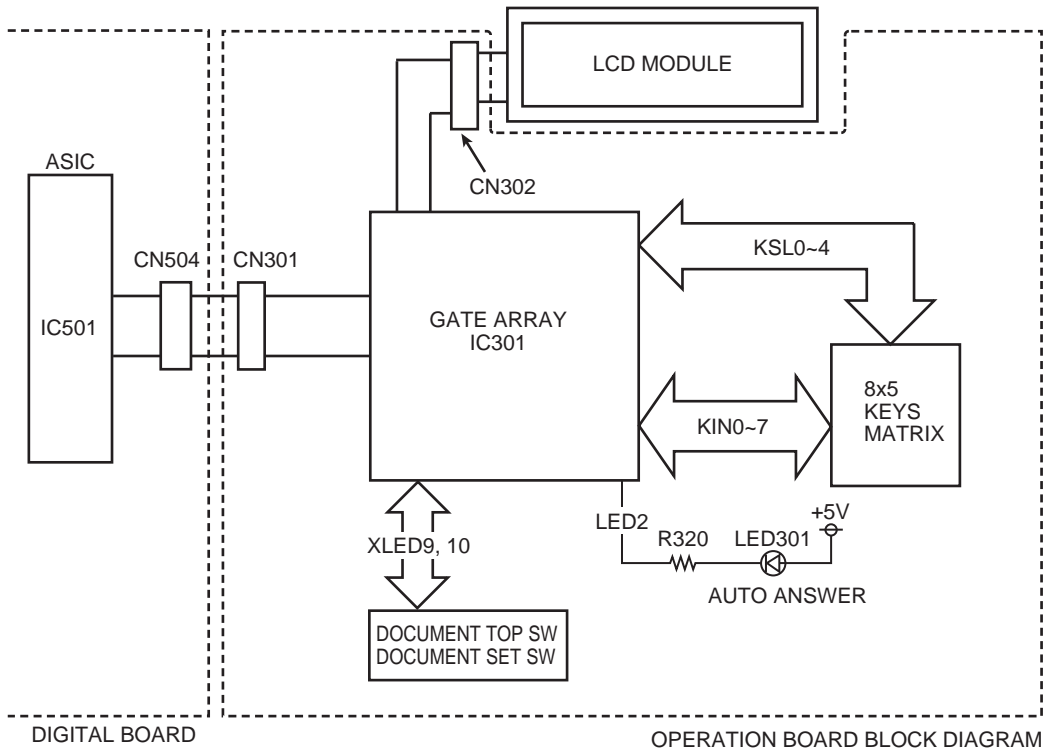 LCD MODULE
ASIC
CN302
CN504
CN301
KSL0~4
IC501
GATE ARRAY
IC301
8x5
KEYS
MATRIX
KIN0~7
+5V
LED2
R320
LED301
XLED9, 10
AUTO ANSWER
DOCUMENT TOP SW
DOCUMENT SET SW
DIGITAL BOARD
OPERATION BOARD BLOCK DIAGRAM